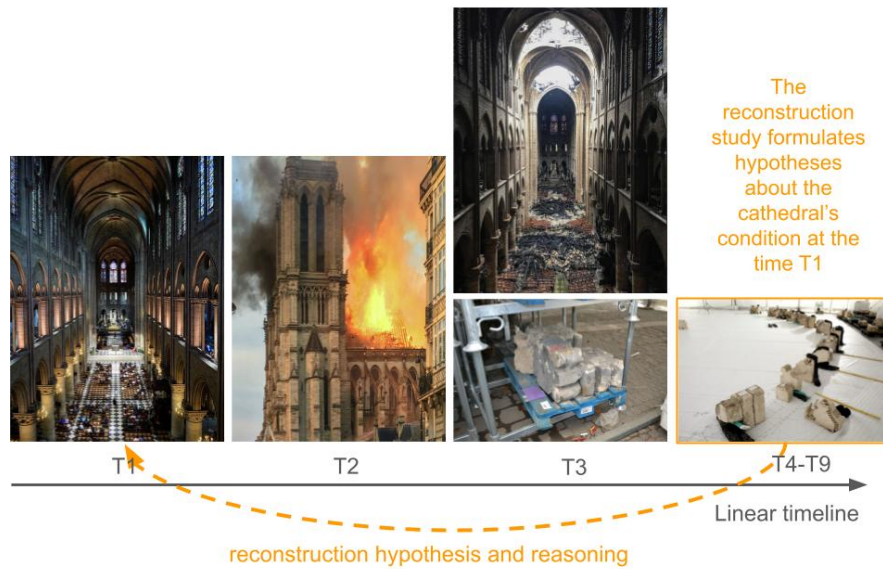 The
reconstruction
study formulates
hypotheses
about the
cathedral's
condition at the
time T1
T1
T2
T3
T4-T9
Linear timeline
reconstruction hypothesis and reasoning